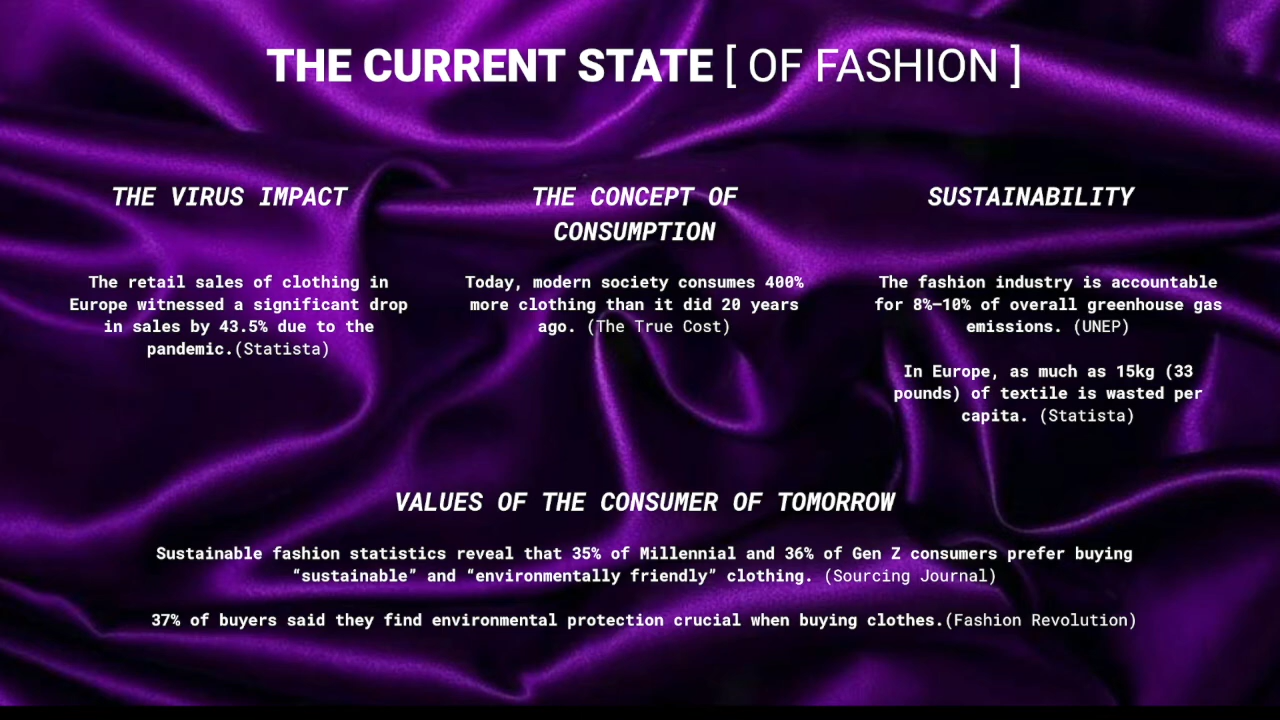 THE CURRENT STATE [ OF FASHION ]
THE VIRUS IMPACT
The retail sales of clothing in
Europe witnessed a significant drop
in sales by 43.5% due to the
pandemic.(Statista)
THE CONCEPT OF
CONSUMPTION
Today, modern society consumes 400%
more clothing than it did 20 years
ago. (The True Cost)
SUSTAINABILITY
The fashion industry is accountable
for 8%–10% of overall greenhouse gas
emissions. (UNEP)
In Europe, as much as 15kg (33
pounds) of textile is wasted per
capita. (Statista)
VALUES OF THE CONSUMER OF TOMORROW
Sustainable fashion statistics reveal that 35% of Millennial and 36% of Gen Z consumers prefer buying
“sustainable” and “environmentally friendly” clothing. (Sourcing Journal)
37% of buyers said they find environmental protection crucial when buying clothes.(Fashion Revolution)